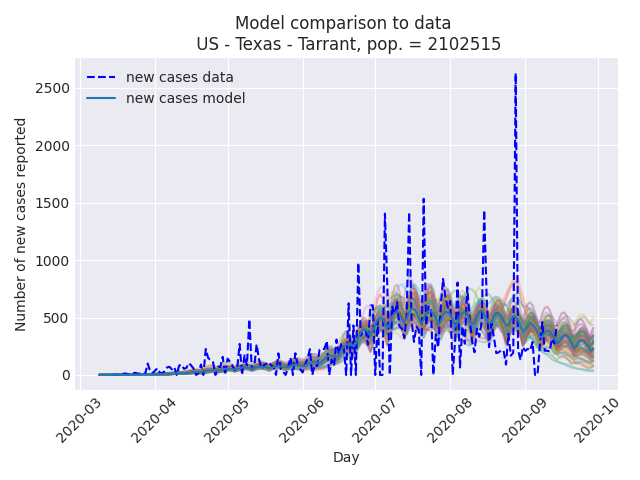 Model comparison to data
US - Texas - Tarrant, pop. = 2102515
new cases data
new cases model
Number of new cases reported
2500
2000
1500
1000
500
0
2020-03
2020-04
2020-05
2020-06
2020-07
2020-08
2020-09
2020-10
Day